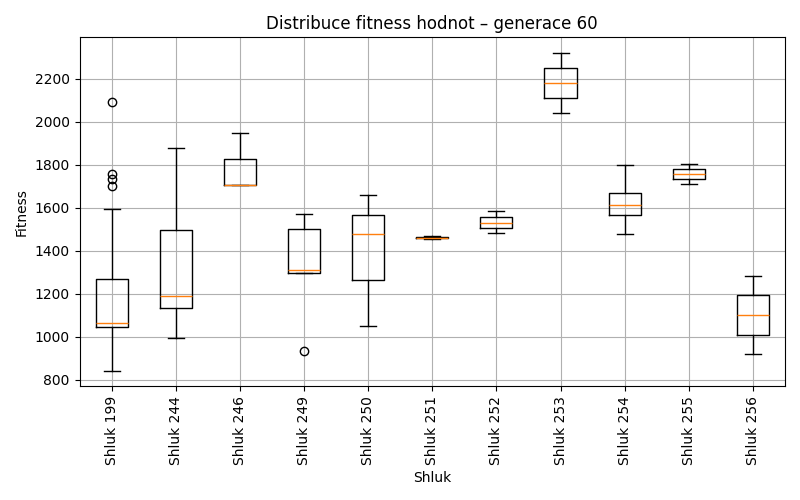 Distribuce fitness hodnot – generace 60
Fitness
2200
2000
1800
1600
1400
1200
1000
800
Shluk 199
Shluk 244
Shluk 246
Shluk 249
Shluk 250
Shluk 251
Shluk 252
Shluk 253
Shluk 254
Shluk 255
Shluk 256
Shluk